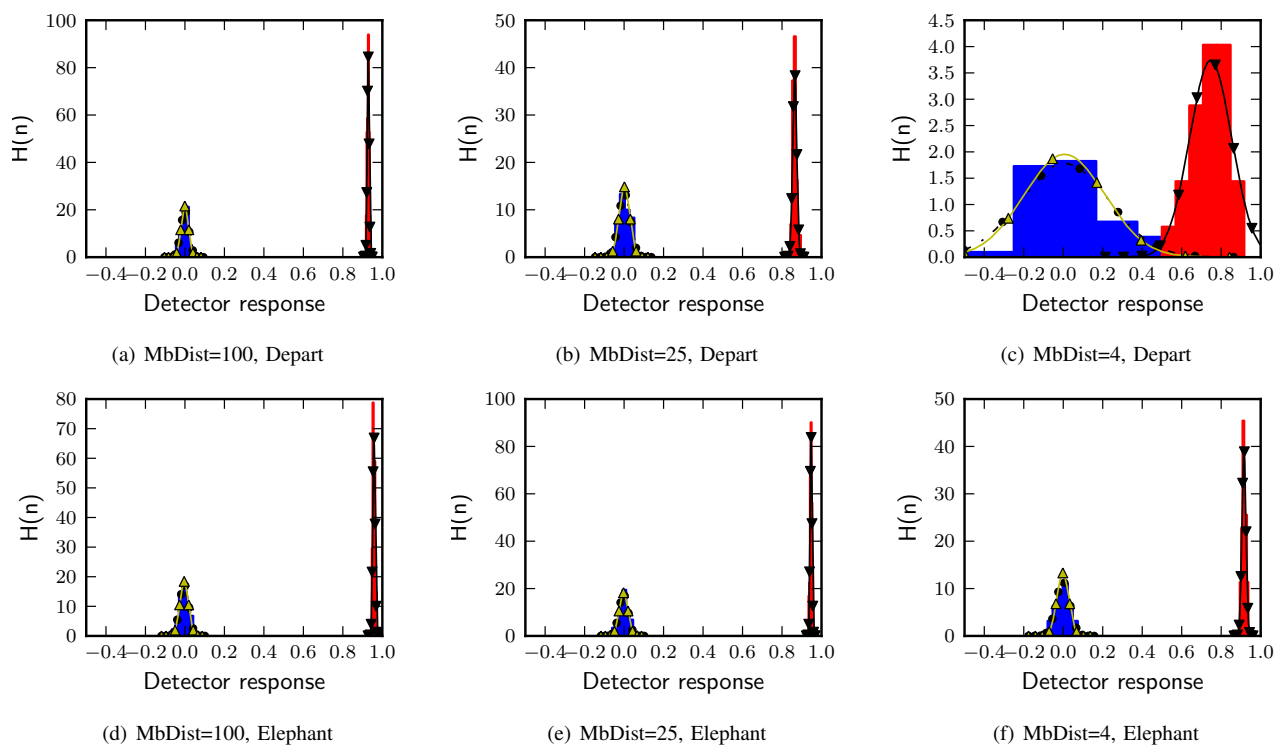 100
80
60
40
20
0
H(n)
−0.4−0.2 0.0 0.2 0.4 0.6 0.8 1.0
Detector response
(a) MbDist=100, Depart
50
40
30
20
10
0
H(n)
−0.4−0.2 0.0 0.2 0.4 0.6 0.8 1.0
Detector response
(b) MbDist=25, Depart
4.5
4.0
3.5
3.0
2.5
2.0
1.5
1.0
0.5
0.0
H(n)
−0.4−0.2 0.0 0.2 0.4 0.6 0.8 1.0
Detector response
(c) MbDist=4, Depart
80
70
60
50
40
30
20
10
0
H(n)
−0.4−0.2 0.0 0.2 0.4 0.6 0.8 1.0
Detector response
(d) MbDist=100, Elephant
100
80
60
40
20
0
H(n)
−0.4−0.2 0.0 0.2 0.4 0.6 0.8 1.0
Detector response
(e) MbDist=25, Elephant
50
40
30
20
10
0
H(n)
−0.4−0.2 0.0 0.2 0.4 0.6 0.8 1.0
Detector response
(f) MbDist=4, Elephant